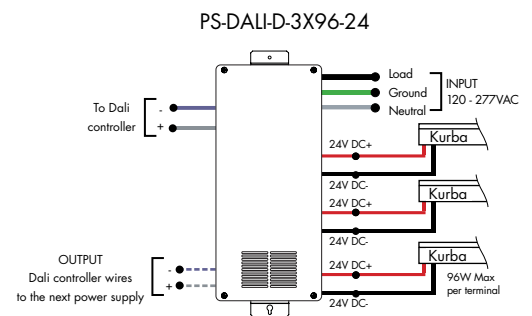 PS-DALI-D-3X96-24
To Dali
controller
-
+
Load
Ground
Neutral
INPUT
120 - 277VAC
24V DC+
Kurba
24V DC-
24V DC+
Kurba
24V DC-
24V DC+
Kurba
24V DC-
96W Max
per terminal
OUTPUT
Dali controller wires
to the next power supply
-
+